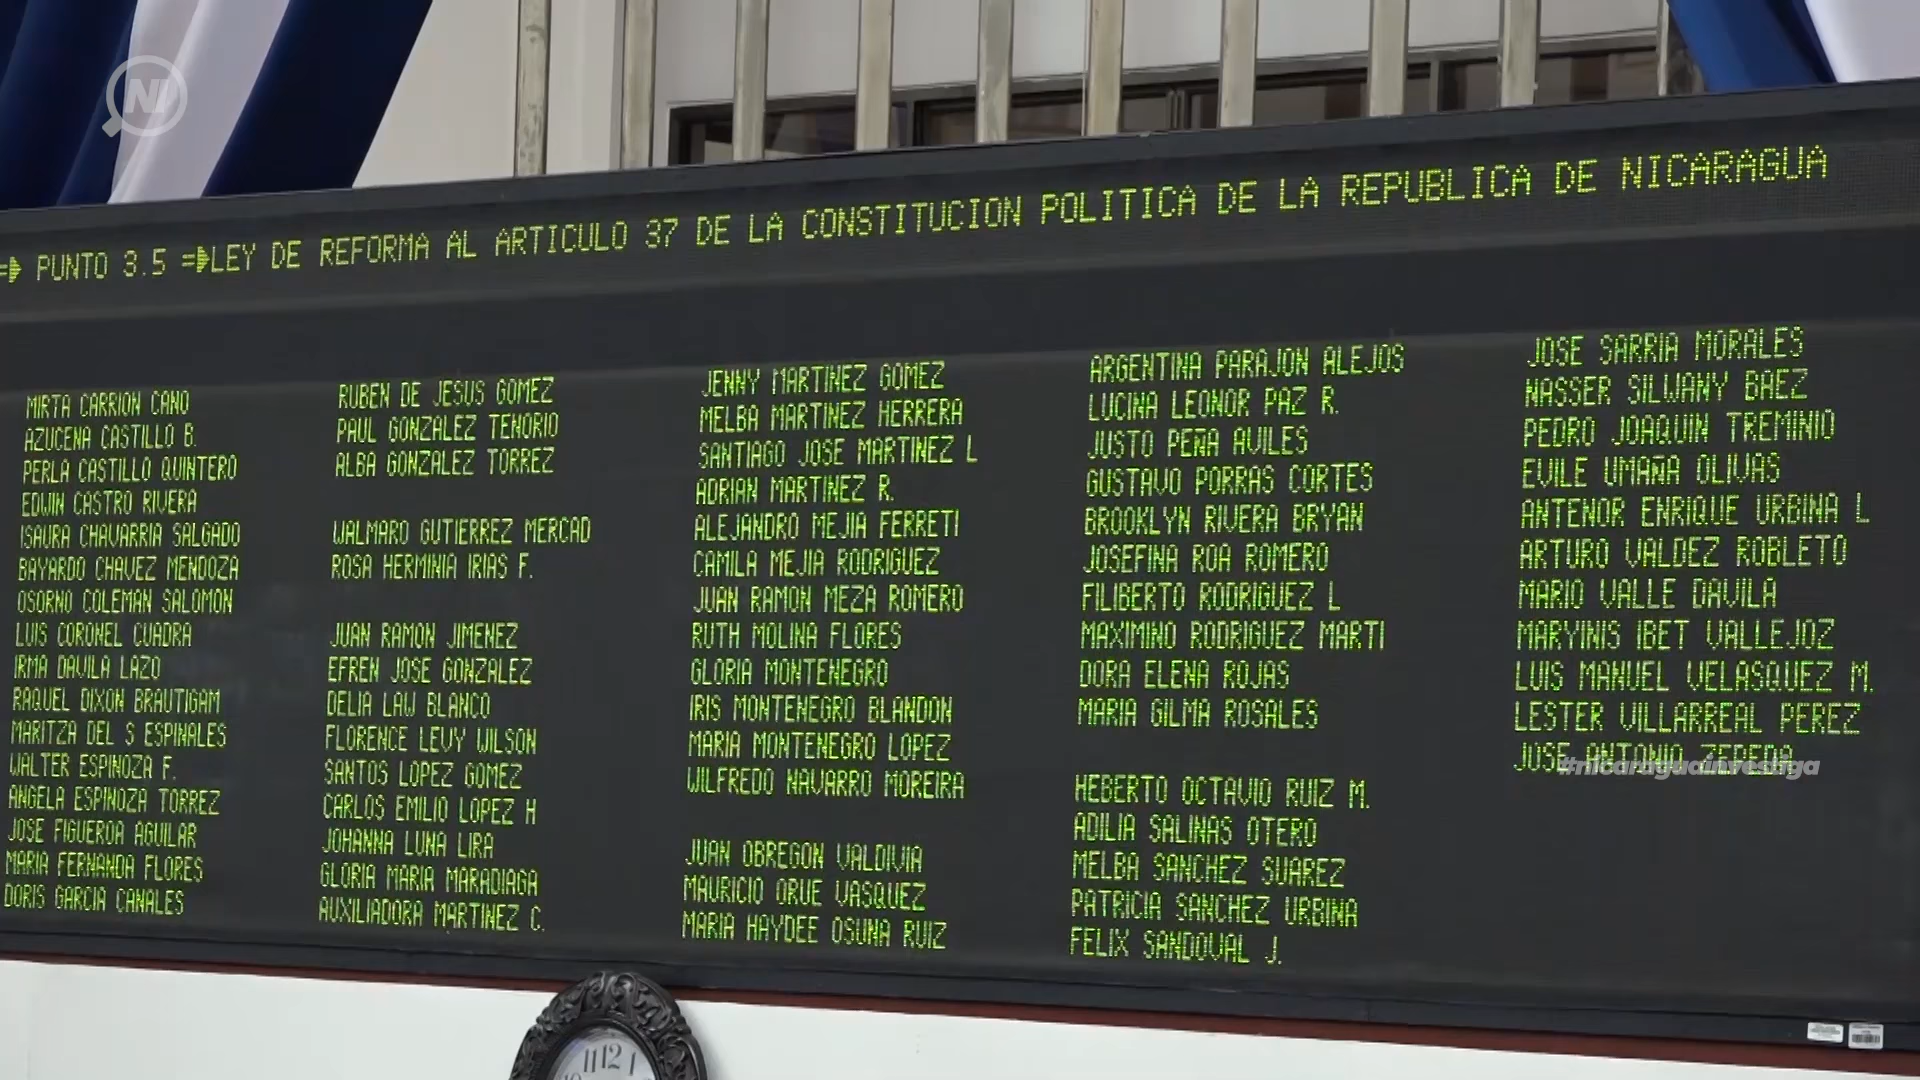 NI
⇒ PUNTO 3.5 ⇒LEY DE REFORMA AL ARTICULO 37 DE LA CONSTITUCION POLITICA DE LA REPUBLICA DE NICARAGUA
MIRTA CARRION CANO
AZUCENA CASTILLO B.
PERLA CASTILLO QUINTERO
EDWIN CASTRO RIVERA
ISAURA CHAVARRIA SALGADO
BAYARDO CHAVEZ MENDOZA
OSORNO COLEMAN SALOMON
LUIS CORONEL CUADRA
IRMA DAVILA LAZO
RAQUEL DIXON BRAUTIGAM
MARITZA DEL S ESPINALES
WALTER ESPINOZA F.
ANGELA ESPINOZA TORREZ
JOSE FIGUEROA AGUILAR
MARIA FERNANDA FLORES
DORIS GARCIA CANALES
RUBEN DE JESUS GOMEZ
PAUL GONZALEZ TENORIO
ALBA GONZALEZ TORREZ
WALMARO GUTIERREZ MERCAD
ROSA HERMINIA IRIAS F.
JUAN RAMON JIMENEZ
EFREN JOSE GONZALEZ
DELIA LAW BLANCO
FLORENCE LEVY WILSON
SANTOS LOPEZ GOMEZ
CARLOS EMILIO LOPEZ H
JOHANNA LUNA LIRA
GLORIA MARIA MARADIAGA
AUXILIADORA MARTINEZ C.
JENNY MARTINEZ GOMEZ
MELBA MARTINEZ HERRERA
SANTIAGO JOSE MARTINEZ L
ADRIAN MARTINEZ R.
ALEJANDRO MEJIA FERRETI
CAMILA MEJIA RODRIGUEZ
JUAN RAMON MEZA ROMERO
RUTH MOLINA FLORES
GLORIA MONTENEGRO
IRIS MONTENEGRO BLANDON
MARIA MONTENEGRO LOPEZ
WILFREDO NAVARRO MOREIRA
JUAN OBREGON VALDIVIA
MAURICIO ORUE VASQUEZ
MARIA HAYDEE OSUNA RUIZ
ARGENTINA PARAJON ALEJOS
LUCINA LEONOR PAZ R.
JUSTO PEÑA AVILES
GUSTAVO PORRAS CORTES
BROOKLYN RIVERA BRYAN
JOSEFINA ROA ROMERO
FILIBERTO RODRIGUEZ L
MAXIMINO RODRIGUEZ MARTI
DORA ELENA ROJAS
MARIA GILMA ROSALES
HEBERTO OCTAVIO RUIZ M.
ADILIA SALINAS OTERO
MELBA SANCHEZ SUAREZ
PATRICIA SANCHEZ URBINA
FELIX SANDOVAL J.
JOSE SARRIA MORALES
NASSER SILWANY BAEZ
PEDRO JOAQUIN TREMINIO
EVILE UMAÑA OLIVAS
ANTENOR ENRIQUE URBINA L
ARTURO VALDEZ ROBLETO
MARIO VALLE DAVILA
MARYINIS IBET VALLEJOZ
LUIS MANUEL VELASQUEZ M.
LESTER VILLARREAL PEREZ
JOSE ANTONIO ZEPEDA
#nicaraguainvestiga
11 12 1